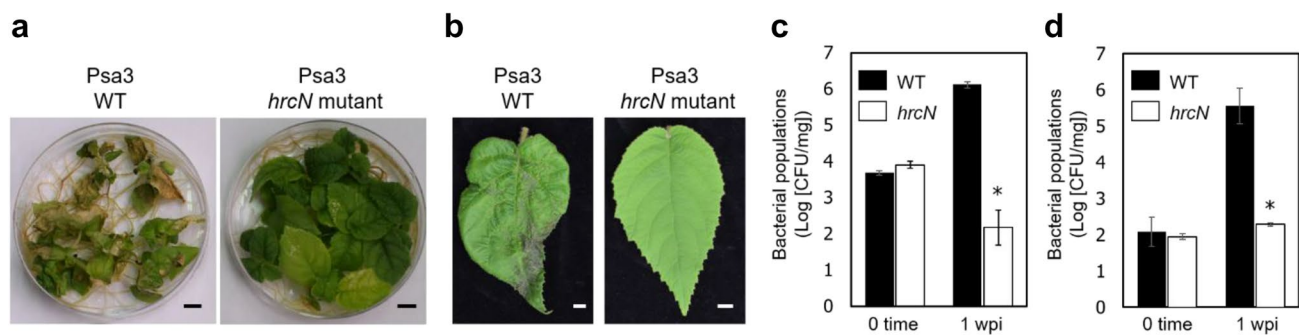 a
Psa3 Psa3
WT hrcN mutant
b
Psa3 Psa3
WT hrcN mutant
c
Bacterial populations
(Log [CFU/mg])
7
6
5
4
3
2
1
0
WT
hrcN
*
0 time 1 wpi
d
Bacterial populations
(Log [CFU/mg])
7
6
5
4
3
2
1
0
WT
hrcN
*
0 time 1 wpi